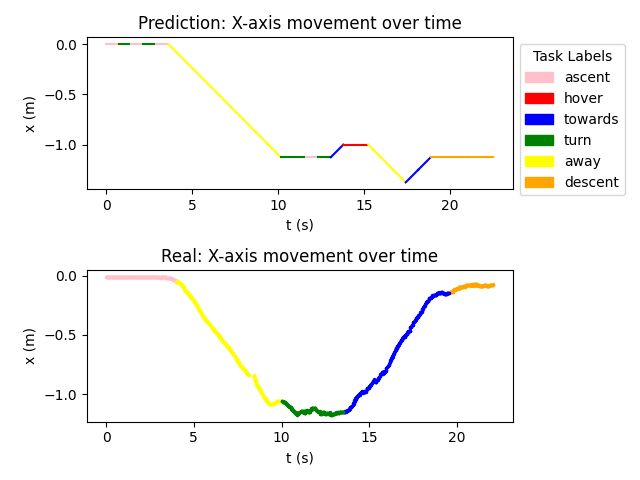 Prediction: X-axis movement over time
0.0
−0.5
−1.0
x (m)
0 5 10 15 20
t (s)
Task Labels
ascent
hover
towards
turn
away
descent
Real: X-axis movement over time
0.0
−0.5
−1.0
x (m)
0 5 10 15 20
t (s)